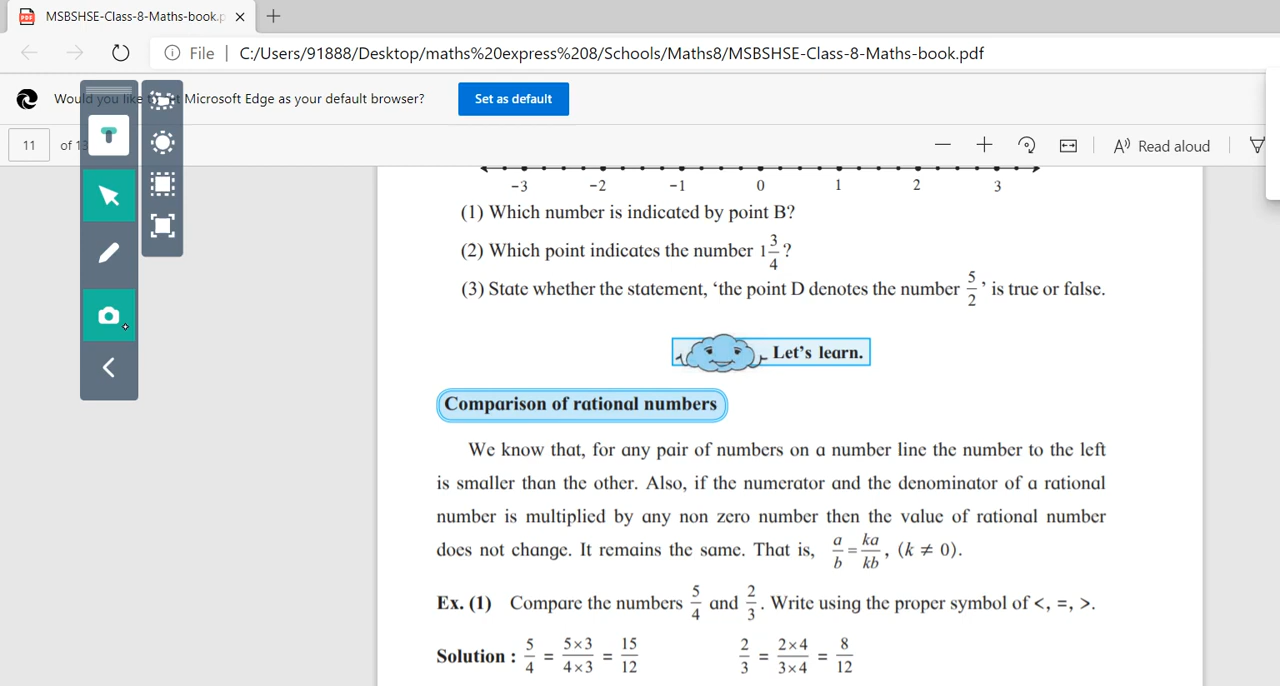 MSBSHSE-Class-8-Maths-book.p
File | C:/Users/91888/Desktop/maths%20express%208/Schools/Maths8/MSBSHSE-Class-8-Maths-book.pdf
Would you like Microsoft Edge as your default browser? Set as default
11 of Read aloud
-3 -2 -1 0 1 2 3
(1) Which number is indicated by point B?
(2) Which point indicates the number 1 3/4 ?
(3) State whether the statement, ‘the point D denotes the number 5/2 ’ is true or false.
Let’s learn.
Comparison of rational numbers
We know that, for any pair of numbers on a number line the number to the left
is smaller than the other. Also, if the numerator and the denominator of a rational
number is multiplied by any non zero number then the value of rational number
does not change. It remains the same. That is, a/b = ka/kb , (k ≠ 0).
Ex. (1) Compare the numbers 5/4 and 2/3 . Write using the proper symbol of <, =, >.
Solution : 5/4 = 5×3/4×3 = 15/12 2/3 = 2×4/3×4 = 8/12